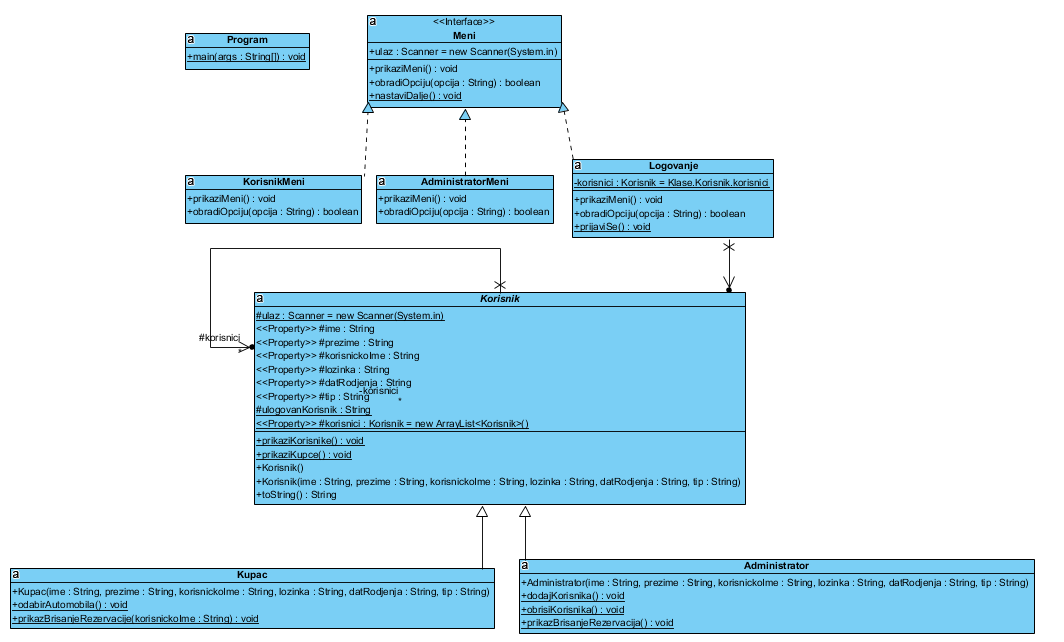 a
Program
+main(args : String[]) : void
a
<<Interface>>
Meni
+ulaz : Scanner = new Scanner(System.in)
+prikaziMeni() : void
+obradiOpciju(opcija : String) : boolean
+nastaviDalje() : void
a
KorisnikMeni
+prikaziMeni() : void
+obradiOpciju(opcija : String) : boolean
a
AdministratorMeni
+prikaziMeni() : void
+obradiOpciju(opcija : String) : boolean
a
Logovanje
-korisnici : Korisnik = Klase.Korisnik.korisnici
+prikaziMeni() : void
+obradiOpciju(opcija : String) : boolean
+prijaviSe() : void
a
Korisnik
#ulaz : Scanner = new Scanner(System.in)
<<Property>> #ime : String
<<Property>> #prezime : String
<<Property>> #korisnickoIme : String
<<Property>> #lozinka : String
<<Property>> #datRodjenja : String
<<Property>> #tip : String
#ulogovanKorisnik : String
<<Property>> #korisnici : Korisnik = new ArrayList<Korisnik>()
+prikaziKorisnike() : void
+prikaziKupce() : void
+Korisnik()
+Korisnik(ime : String, prezime : String, korisnickoIme : String, lozinka : String, datRodjenja : String, tip : String)
+toString() : String
#korisnici
*
-korisnici
*
a
Kupac
+Kupac(ime : String, prezime : String, korisnickoIme : String, lozinka : String, datRodjenja : String, tip : String)
+odabirAutomobila() : void
+prikazBrisanjeRezervacije(korisnickoIme : String) : void
a
Administrator
+Administrator(ime : String, prezime : String, korisnickoIme : String, lozinka : String, datRodjenja : String, tip : String)
+dodajKorisnika() : void
+obrisiKorisnika() : void
+prikazBrisanjeRezervacija() : void